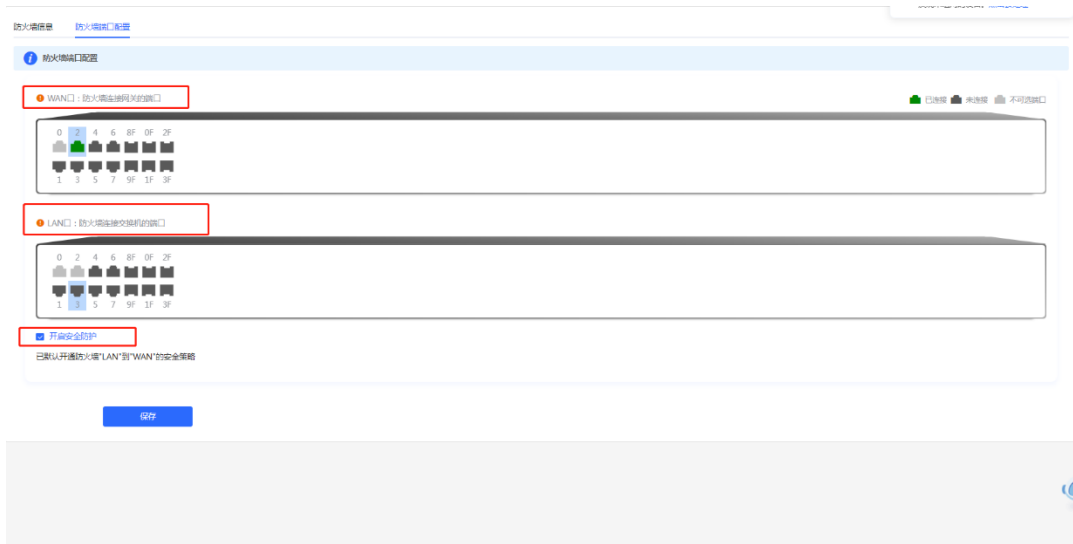 防火墙信息 防火墙端口配置
防火墙端口配置
WAN口：防火墙连接网关的端口
已连接 未连接 不可选端口
0 2 4 6 8F 0F 2F
1 3 5 7 9F 1F 3F
LAN口：防火墙连接交换机的端口
0 2 4 6 8F 0F 2F
1 3 5 7 9F 1F 3F
开启安全防护
已默认开通防火墙"LAN"到"WAN"的安全策略
保存